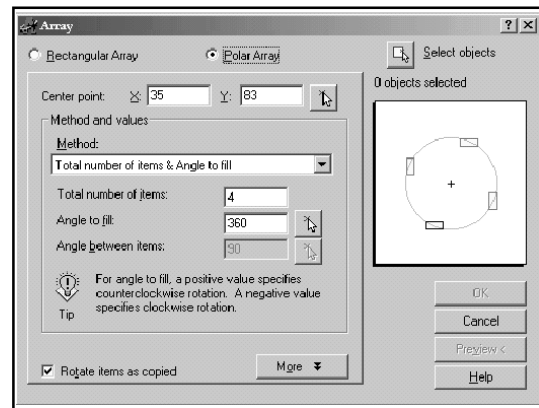 Array
Rectangular Array Polar Array Select objects
0 objects selected
Center point: X: 35 Y: 83
Method and values
Method:
Total number of items & Angle to fill
Total number of items: 4
Angle to fill: 360
Angle between items: 90
For angle to fill, a positive value specifies
counterclockwise rotation. A negative value
specifies clockwise rotation.
Tip
Rotate items as copied
More
OK
Cancel
Preview <
Help